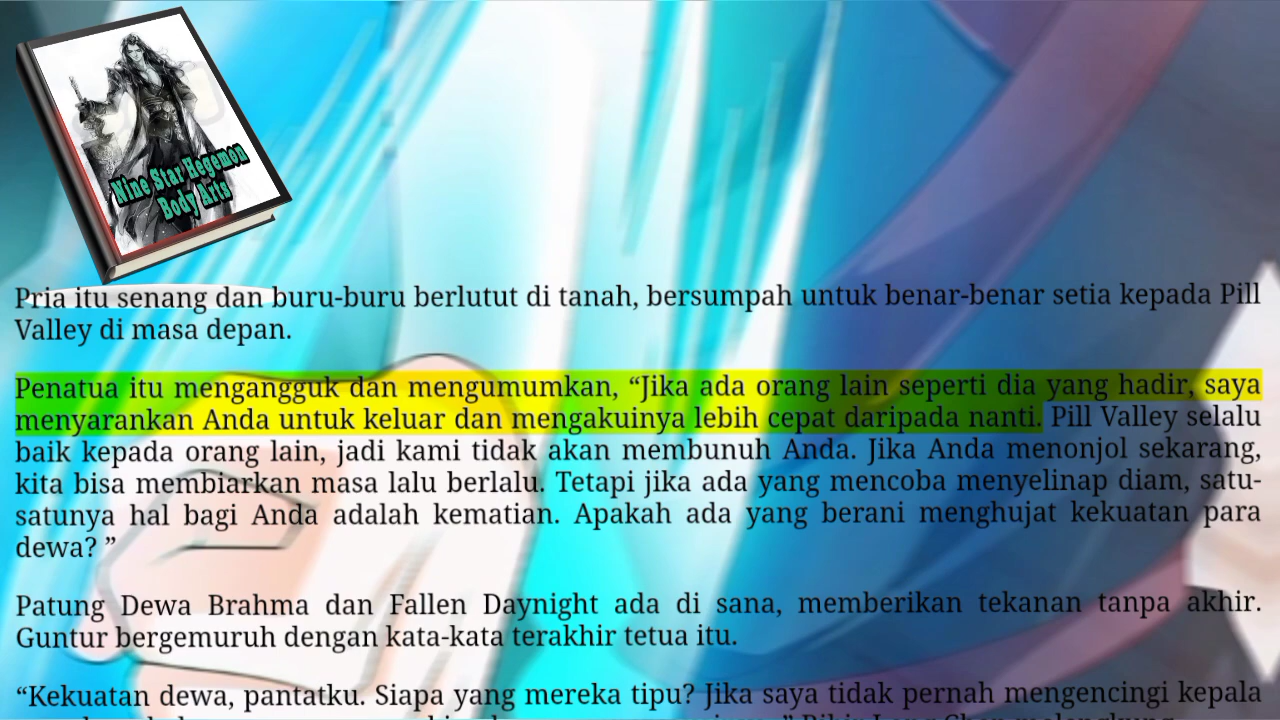 Nine Star Hegemon
Body Arts
Pria itu senang dan buru-buru berlutut di tanah, bersumpah untuk benar-benar setia kepada Pill
Valley di masa depan.
Penatua itu mengangguk dan mengumumkan, “Jika ada orang lain seperti dia yang hadir, saya
menyarankan Anda untuk keluar dan mengakuinya lebih cepat daripada nanti. Pill Valley selalu
baik kepada orang lain, jadi kami tidak akan membunuh Anda. Jika Anda menonjol sekarang,
kita bisa membiarkan masa lalu berlalu. Tetapi jika ada yang mencoba menyelinap diam, satu-
satunya hal bagi Anda adalah kematian. Apakah ada yang berani menghujat kekuatan para
dewa? ”
Patung Dewa Brahma dan Fallen Daynight ada di sana, memberikan tekanan tanpa akhir.
Guntur bergemuruh dengan kata-kata terakhir tetua itu.
“Kekuatan dewa, pantatku. Siapa yang mereka tipu? Jika saya tidak pernah mengencingi kepala